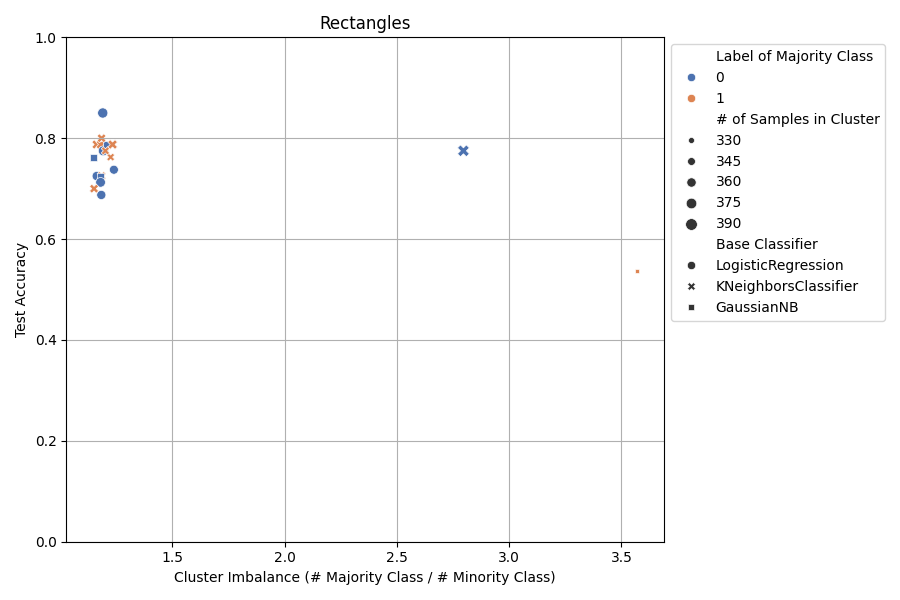 Rectangles
1.0
0.8
0.6
0.4
0.2
0.0
Test Accuracy
1.5
2.0
2.5
3.0
3.5
Cluster Imbalance (# Majority Class / # Minority Class)
Label of Majority Class
0
1
# of Samples in Cluster
330
345
360
375
390
Base Classifier
LogisticRegression
KNeighborsClassifier
GaussianNB